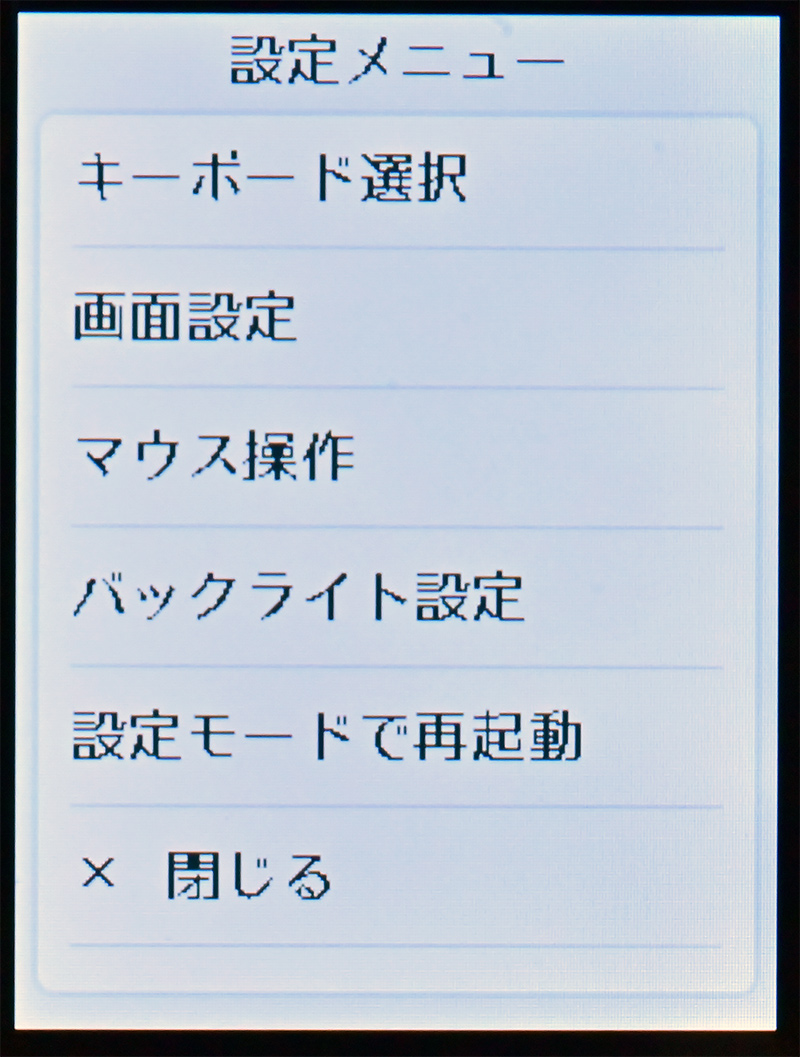 設定メニュー
キーボード選択
画面設定
マウス操作
バックライト設定
設定モードで再起動
× 閉じる